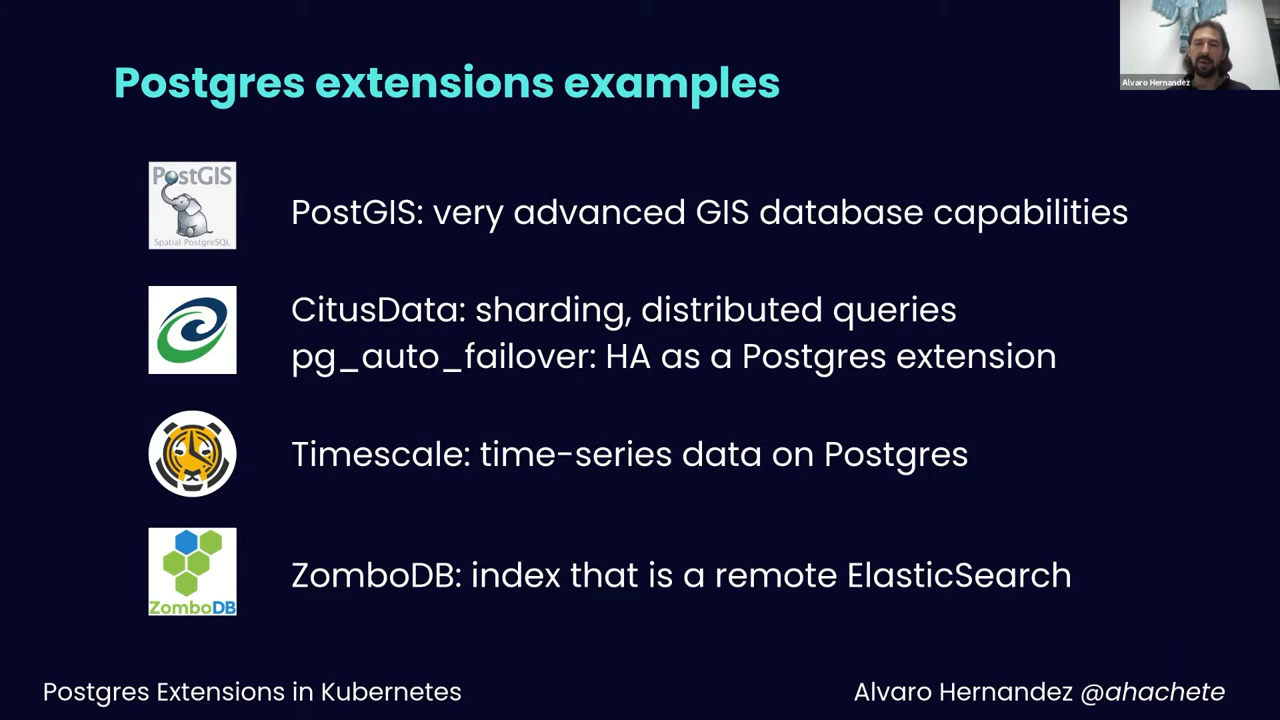 Postgres extensions examples
Alvaro Hernandez
PostGIS
Spatial PostgreSQL
PostGIS: very advanced GIS database capabilities
CitusData: sharding, distributed queries
pg_auto_failover: HA as a Postgres extension
Timescale: time-series data on Postgres
ZomboDB
ZomboDB: index that is a remote ElasticSearch
Postgres Extensions in Kubernetes
Alvaro Hernandez @ahachete